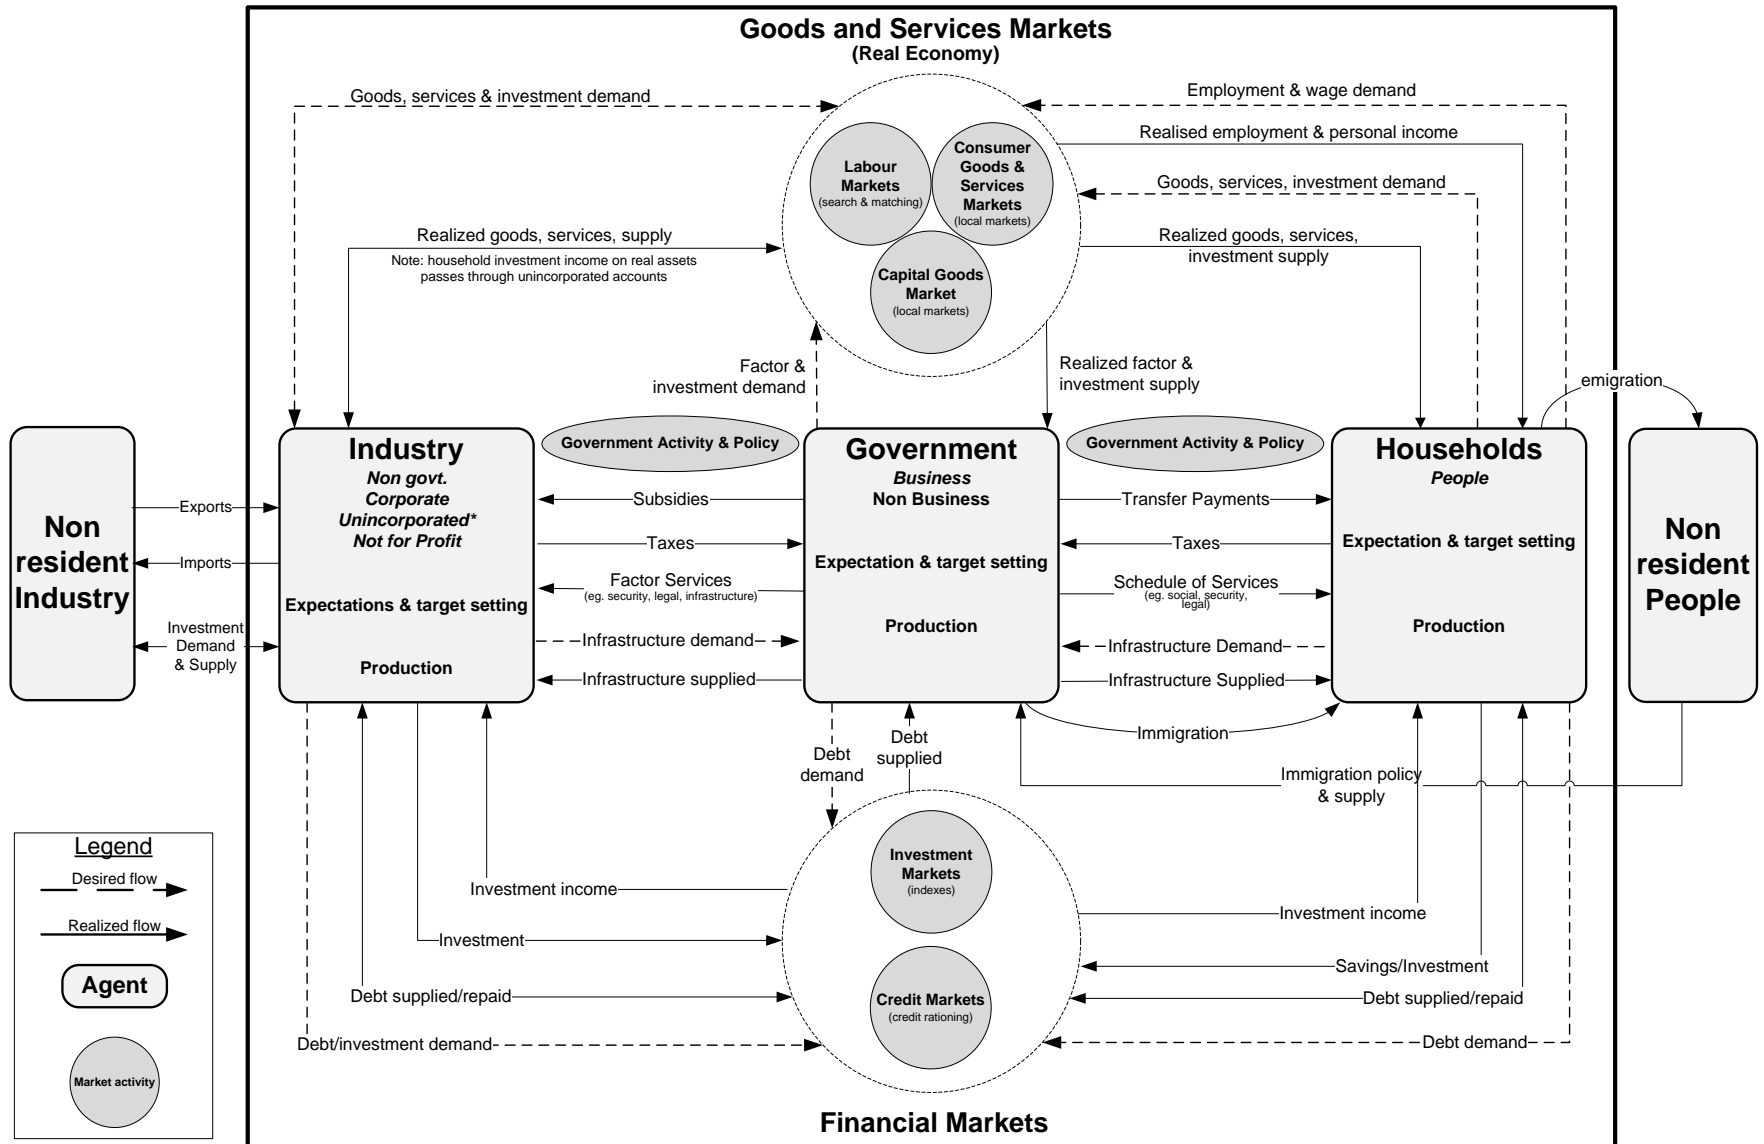 Goods and Services Markets
(Real Economy)
Goods, services & investment demand
Employment & wage demand
Realised employment & personal income
Labour
Markets
(search & matching)
Consumer
Goods &
Services
Markets
(local markets)
Goods, services, investment demand
Realized goods, services, supply
Note: household investment income on real assets
passes through unincorporated accounts
Realized goods, services,
investment supply
Capital Goods
Market
(local markets)
Factor &
investment demand
Realized factor &
investment supply
emigration
Non
resident
Industry
Exports
Imports
Investment
Demand
& Supply
Industry
Non govt.
Corporate
Unincorporated*
Not for Profit
Expectations & target setting
Production
Government Activity & Policy
Subsidies
Taxes
Factor Services
(eg. security, legal, infrastructure)
Infrastructure demand
Infrastructure supplied
Government
Business
Non Business
Expectation & target setting
Production
Government Activity & Policy
Transfer Payments
Taxes
Schedule of Services
(eg. social, security,
legal)
Infrastructure Demand
Infrastructure Supplied
Immigration
Households
People
Expectation & target setting
Production
Non
resident
People
Debt
demand
Debt
supplied
Immigration policy
& supply
Investment
Markets
(indexes)
Credit Markets
(credit rationing)
Investment income
Investment
Debt supplied/repaid
Debt/investment demand
Investment income
Savings/Investment
Debt supplied/repaid
Debt demand
Financial Markets
Legend
Desired flow
Realized flow
Agent
Market activity